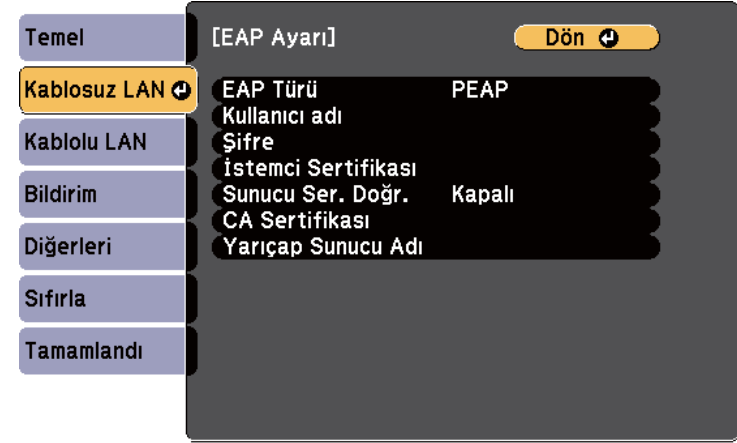 Temel
Kablosuz LAN
Kablolu LAN
Bildirim
Diğerleri
Sıfırla
Tamamlandı
[EAP Ayarı]
Dön
EAP Türü PEAP
Kullanıcı adı
Şifre
İstemci Sertifikası
Sunucu Ser. Doğr. Kapalı
CA Sertifikası
Yarıçap Sunucu Adı